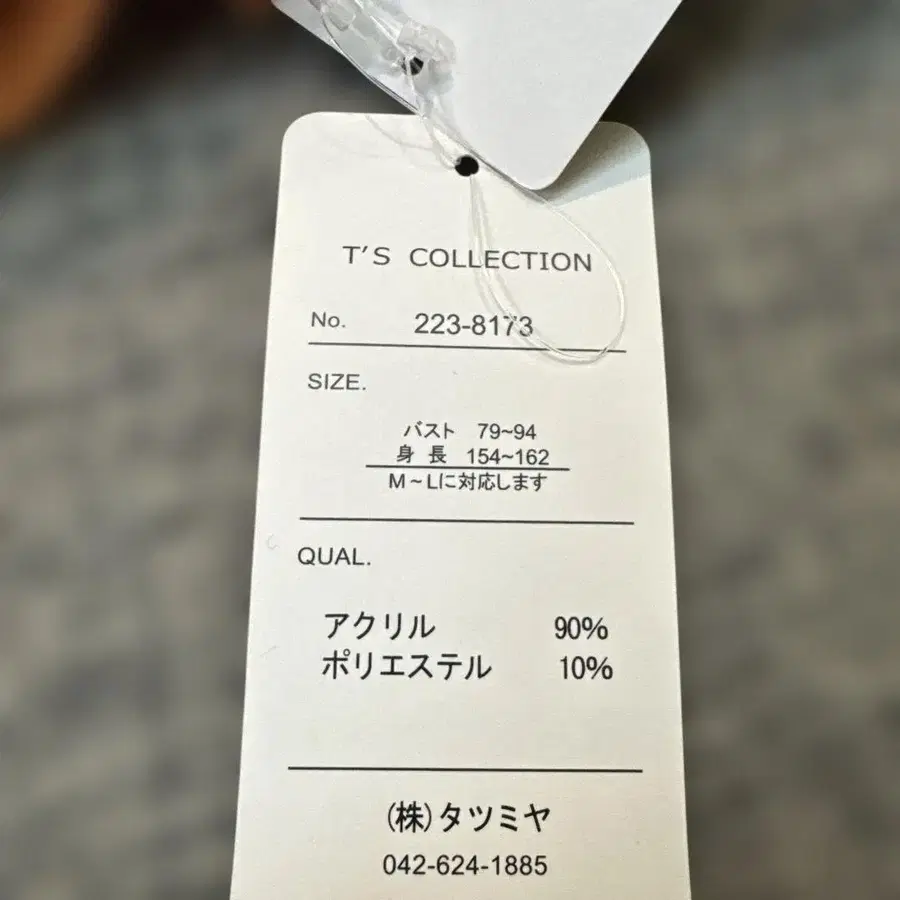 T'S COLLECTION
No. 223-8173
SIZE.
バスト 79~94
身長 154~162
M~Lに対応します
QUAL.
アクリル 90%
ポリエステル 10%
(株)タツミヤ
042-624-1885